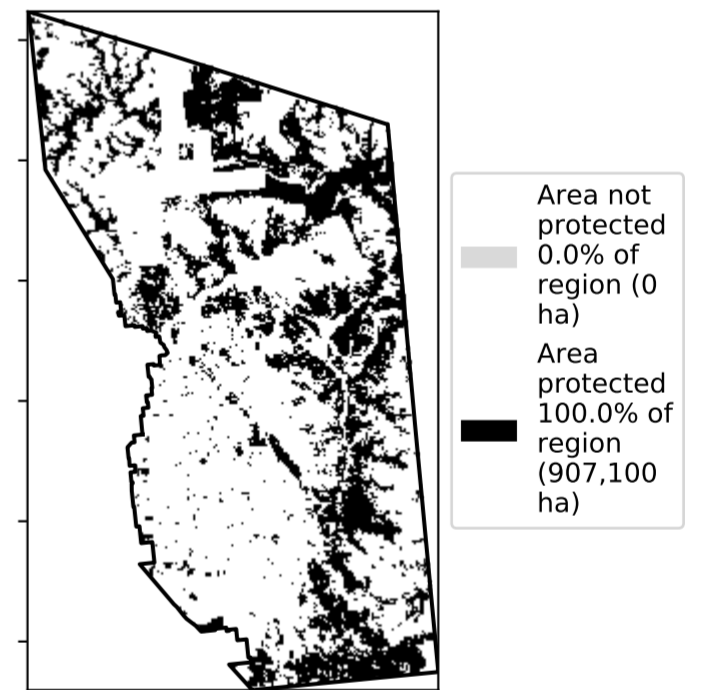 Area not
protected
0.0% of
region (0
ha)
Area
protected
100.0% of
region
(907,100
ha)